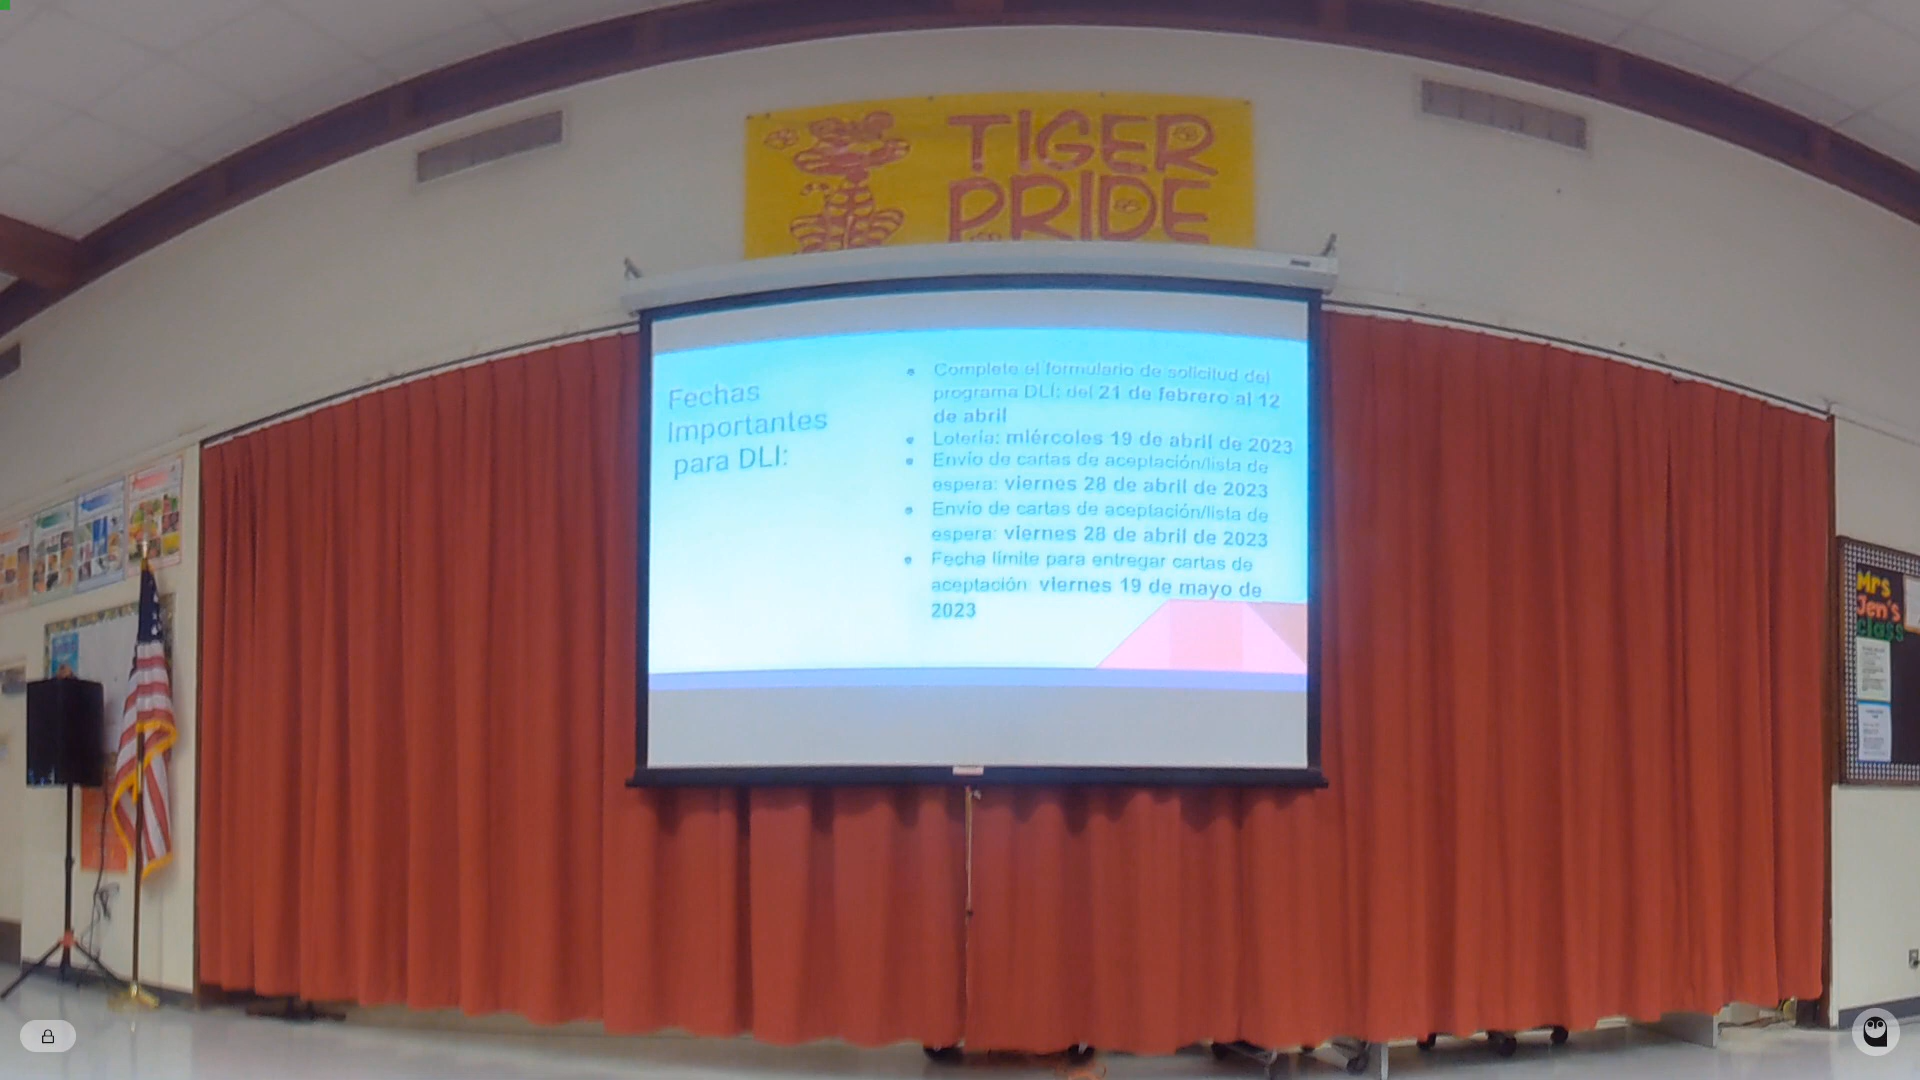 TIGER
PRIDE
Fechas
Importantes
para DLI:
Complete el formulario de solicitud del
programa DLI: del 21 de febrero al 12
de abril
Lotería: miércoles 19 de abril de 2023
Envío de cartas de aceptación/lista de
espera: viernes 28 de abril de 2023
Envío de cartas de aceptación/lista de
espera: viernes 28 de abril de 2023
Fecha límite para entregar cartas de
aceptación: viernes 19 de mayo de
2023
Mrs
Jen's
class